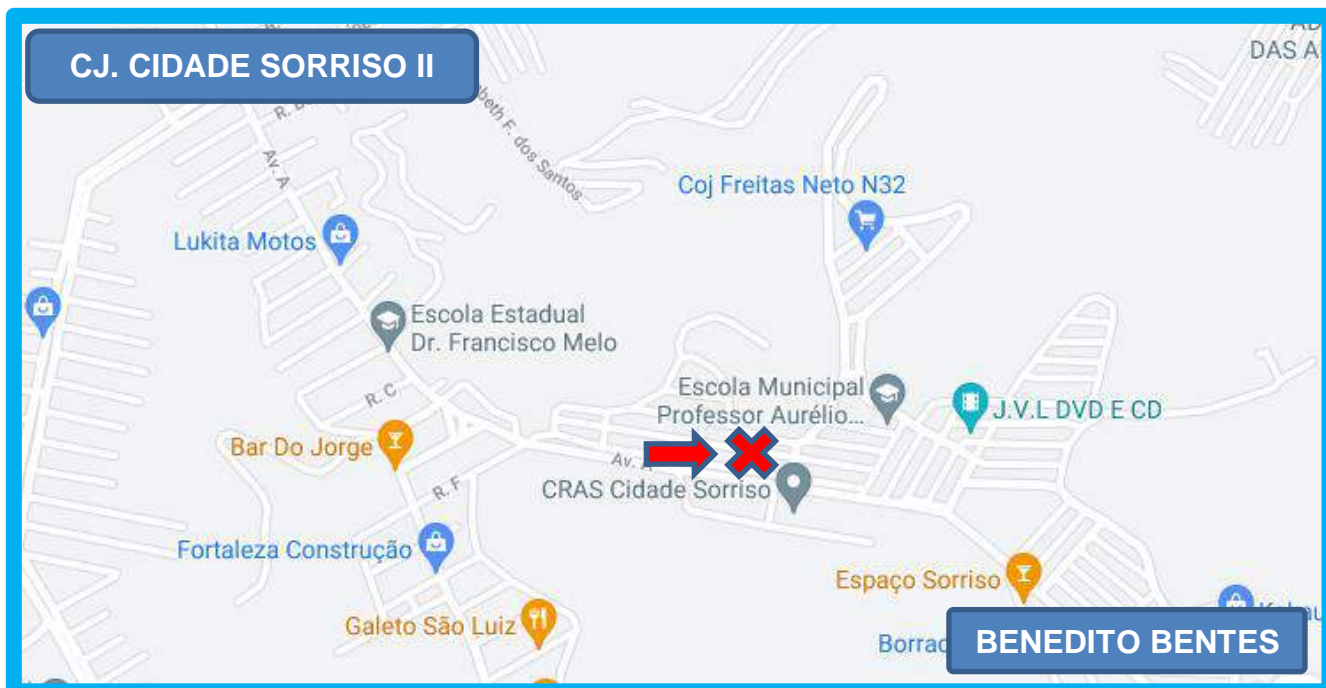 CJ. CIDADE SORRISO II
DAS A
R.
beth F. dos Santos
Av. A
Coj Freitas Neto N32
Lukita Motos
Escola Estadual
Dr. Francisco Melo
R. C
Escola Municipal
Professor Aurélio...
J.V.L DVD E CD
Bar Do Jorge
Av.
R. F
CRAS Cidade Sorriso
Fortaleza Construção
Espaço Sorriso
Galeto São Luiz
Borrac
BENEDITO BENTES